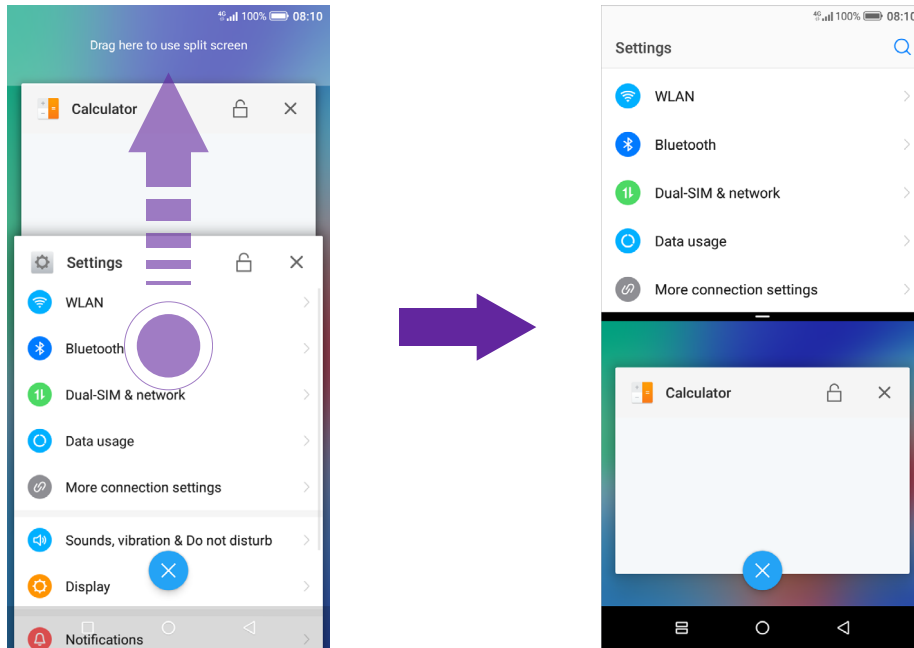 4G 100% 08:10
Drag here to use split screen
Calculator
Settings
WLAN
Bluetooth
Dual-SIM & network
Data usage
More connection settings
Sounds, vibration & Do not disturb
Display
Notifications
4G 100% 08:10
Settings
WLAN
Bluetooth
Dual-SIM & network
Data usage
More connection settings
Calculator